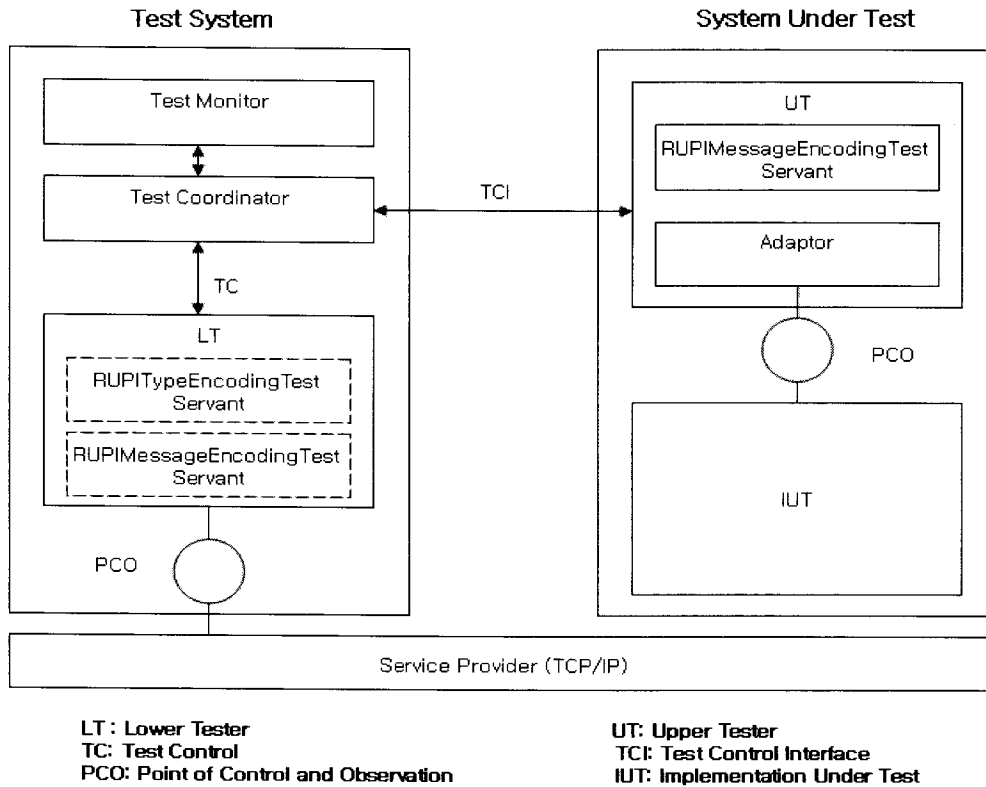 Test System
System Under Test
Test Monitor
Test Coordinator
TC
LT
RUPITypeEncodingTest
Servant
RUPIMessageEncodingTest
Servant
PCO
TCI
UT
RUPIMessageEncodingTest
Servant
Adaptor
PCO
IUT
Service Provider (TCP/IP)
LT : Lower Tester
TC: Test Control
PCO: Point of Control and Observation
UT: Upper Tester
TCI: Test Control Interface
IUT: Implementation Under Test